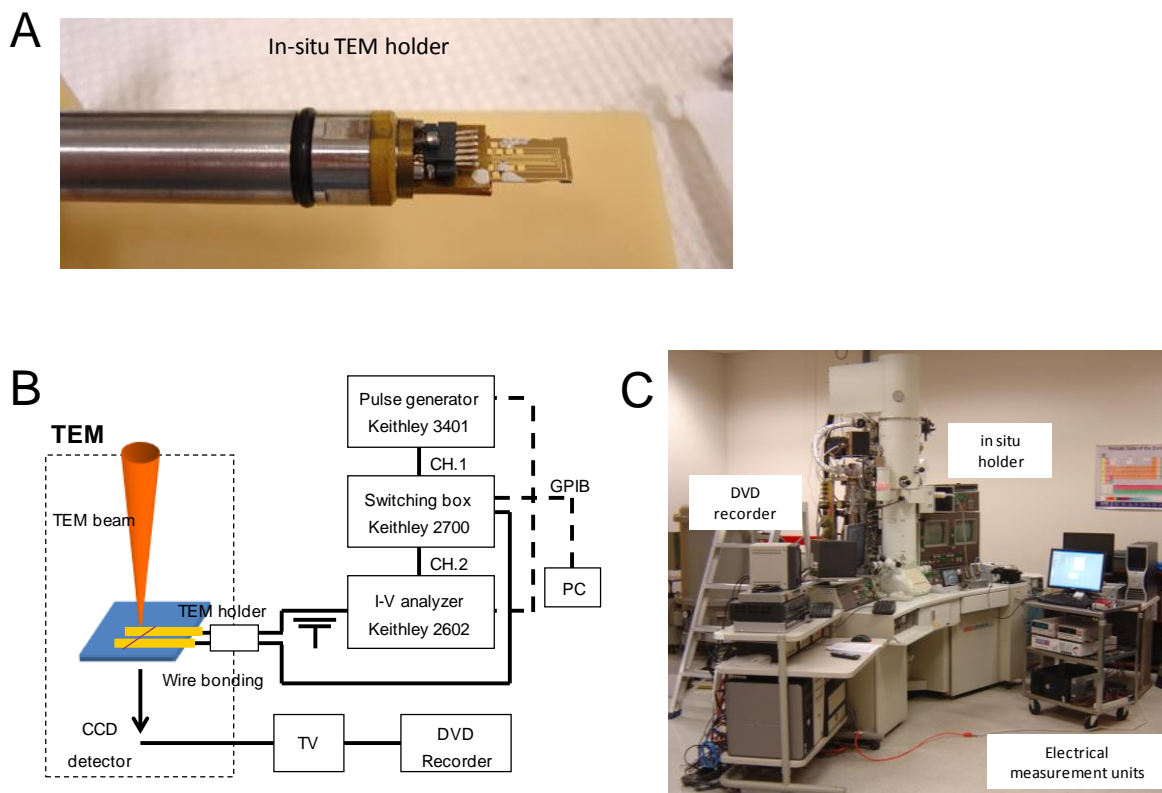 A
In-situ TEM holder
B
TEM
TEM beam
TEM holder
Wire bonding
CCD
detector
Pulse generator
Keithley 3401
CH.1
Switching box
Keithley 2700
CH.2
I-V analyzer
Keithley 2602
GPIB
PC
TV
DVD
Recorder
C
in situ
holder
DVD
recorder
Electrical
measurement units